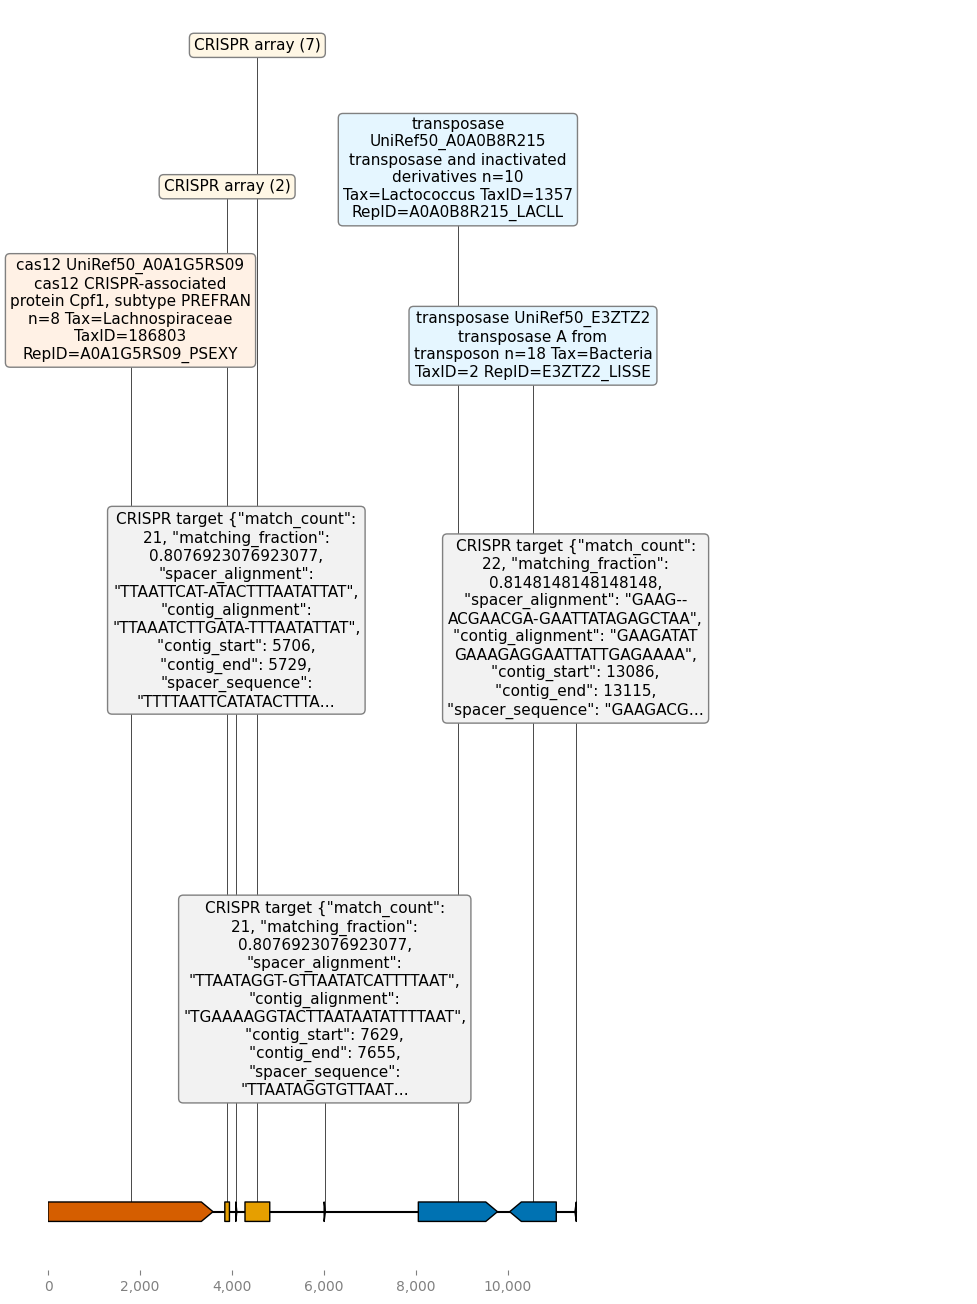 CRISPR array (7)
transposase
UniRef50_A0A0B8R215
transposase and inactivated
derivatives n=10
Tax=Lactococcus TaxID=1357
RepID=A0A0B8R215_LACLL
CRISPR array (2)
cas12 UniRef50_A0A1G5RS09
cas12 CRISPR-associated
protein Cpf1, subtype PREFRAN
n=8 Tax=Lachnospiraceae
TaxID=186803
RepID=A0A1G5RS09_PSEXY
transposase UniRef50_E3ZTZ2
transposase A from
transposon n=18 Tax=Bacteria
TaxID=2 RepID=E3ZTZ2_LISSE
CRISPR target {"match_count":
21, "matching_fraction":
0.8076923076923077,
"spacer_alignment":
"TTAATTCAT-ATACTTTAATATTAT",
"contig_alignment":
"TTAAATCTTGATA-TTTAATATTAT",
"contig_start": 5706,
"contig_end": 5729,
"spacer_sequence":
"TTTTAATTCATATACTTTA…
CRISPR target {"match_count":
22, "matching_fraction":
0.8148148148148148,
"spacer_alignment": "GAAG--
ACGAACGA-GAATTATAGAGCTAA",
"contig_alignment": "GAAGATAT
GAAAGAGGAATTATTGAGAAAA",
"contig_start": 13086,
"contig_end": 13115,
"spacer_sequence": "GAAGACG…
CRISPR target {"match_count":
21, "matching_fraction":
0.8076923076923077,
"spacer_alignment":
"TTAATAGGT-GTTAATATCATTTTAAT",
"contig_alignment":
"TGAAAAGGTACTTAATAATATTTTAAT",
"contig_start": 7629,
"contig_end": 7655,
"spacer_sequence":
"TTAATAGGTGTTAAT…
0 2,000 4,000 6,000 8,000 10,000